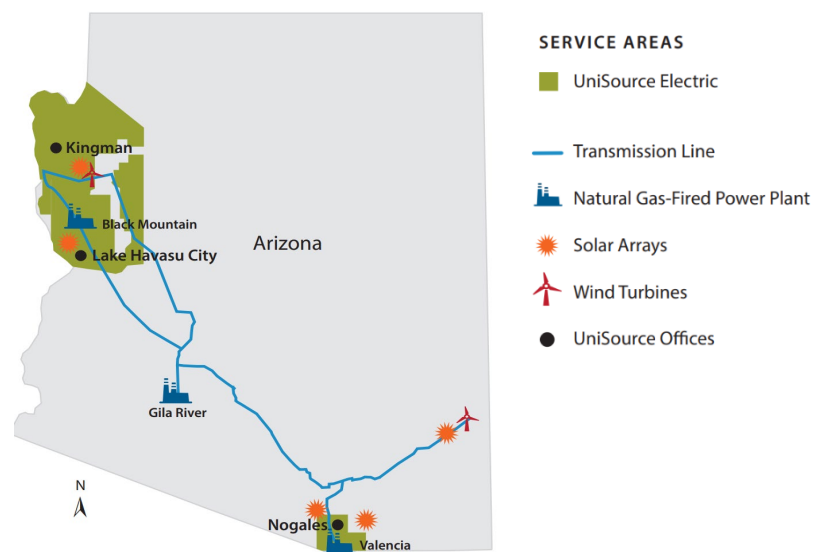 SERVICE AREAS
UniSource Electric
Transmission Line
Natural Gas-Fired Power Plant
Solar Arrays
Wind Turbines
UniSource Offices
Kingman
Black Mountain
Lake Havasu City
Arizona
Gila River
N
Nogales
Valencia